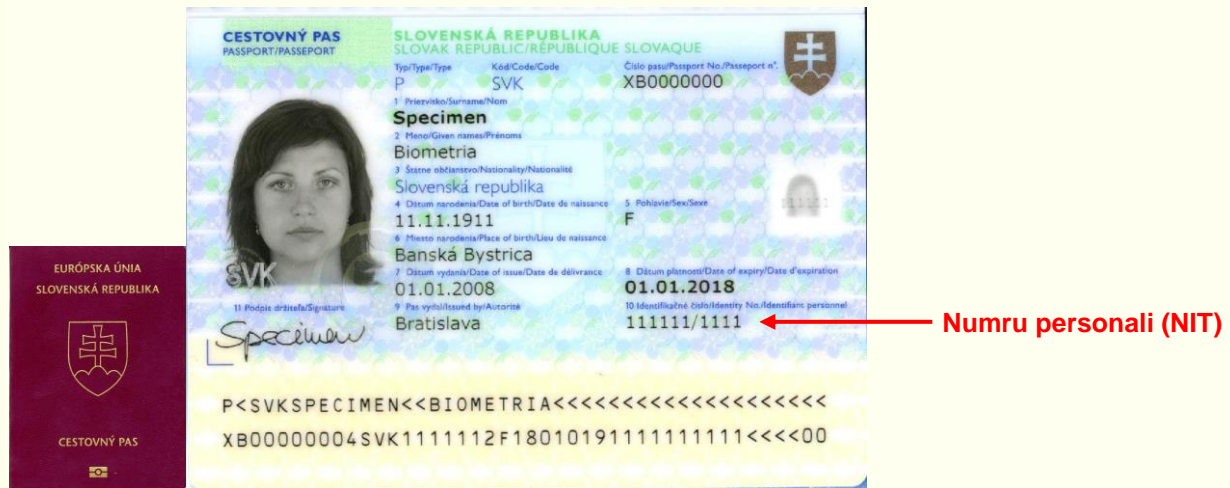 CESTOVNÝ PAS
PASSPORT/PASSEPORT
SLOVENSKÁ REPUBLIKA
SLOVAK REPUBLIC/RÉPUBLIQUE SLOVAQUE
Typ/Type/Type Kód/Code/Code Číslo pasu/Passport No./Passeport n°.
P SVK XB0000000
1 Priezvisko/Surname/Nom
Specimen
2 Meno/Given names/Prénoms
Biometria
3 Štátne občianstvo/Nationality/Nationalité
Slovenská republika
4 Dátum narodenia/Date of birth/Date de naissance 5 Pohlavie/Sex/Sexe
11.11.1911 F
111111
6 Miesto narodenia/Place of birth/Lieu de naissance
Banská Bystrica
7 Dátum vydania/Date of issue/Date de délivrance 8 Dátum platnosti/Date of expiry/Date d'expiration
01.01.2008 01.01.2018
SVK
9 Pas vydal/Issued by/Autorité 10 Identifikačné číslo/Identity No./Identifiant personnel
Bratislava 111111/1111
11 Podpis držiteľa/Signature
Specimen
P<SVKSPECIMEN<<BIOMETRIA<<<<<<<<<<<<<<<<<<<<
XB00000004SVK1111112F18010191111111111<<<<00
EURÓPSKA ÚNIA
SLOVENSKÁ REPUBLIKA
CESTOVNÝ PAS
Numru personali (NIT)